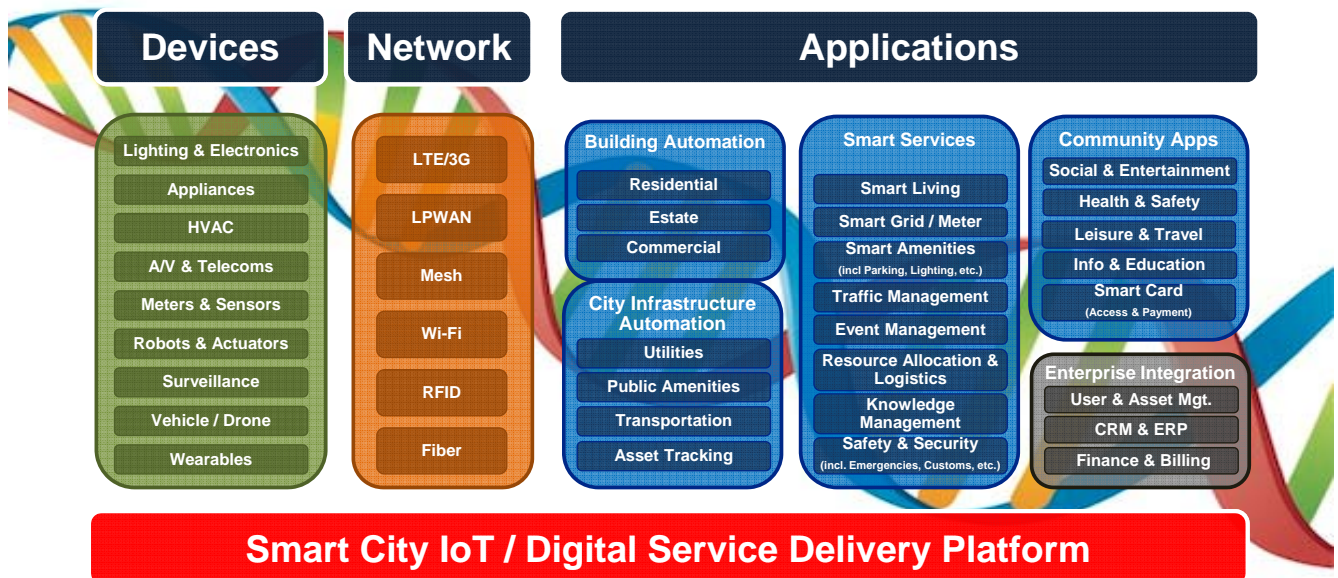 Devices
Network
Applications
Lighting & Electronics
Appliances
HVAC
A/V & Telecoms
Meters & Sensors
Robots & Actuators
Surveillance
Vehicle / Drone
Wearables
LTE/3G
LPWAN
Mesh
Wi-Fi
RFID
Fiber
Building Automation
Residential
Estate
Commercial
City Infrastructure
Automation
Utilities
Public Amenities
Transportation
Asset Tracking
Smart Services
Smart Living
Smart Grid / Meter
Smart Amenities
(incl Parking, Lighting, etc.)
Traffic Management
Event Management
Resource Allocation &
Logistics
Knowledge
Management
Safety & Security
(incl. Emergencies, Customs, etc.)
Community Apps
Social & Entertainment
Health & Safety
Leisure & Travel
Info & Education
Smart Card
(Access & Payment)
Enterprise Integration
User & Asset Mgt.
CRM & ERP
Finance & Billing
Smart City IoT / Digital Service Delivery Platform